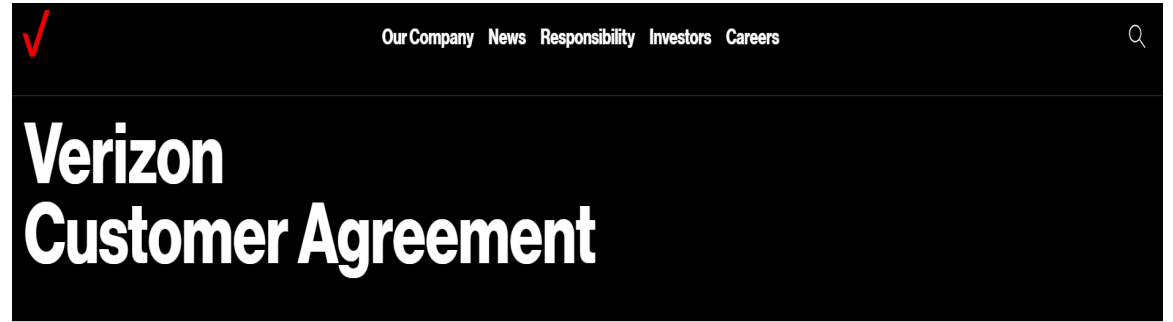 Our Company News Responsibility Investors Careers
Verizon
Customer Agreement